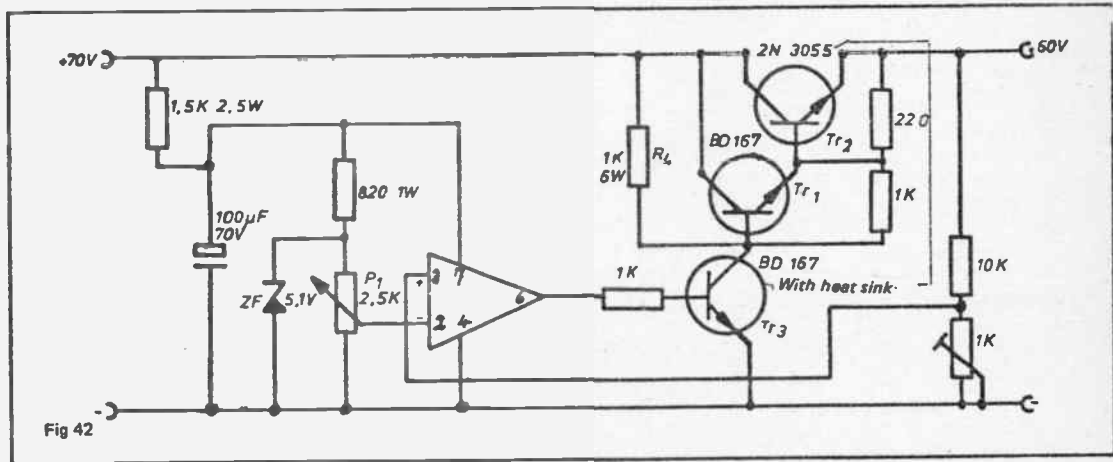 +70V
2N 3055
60V
1,5K 2,5W
220
BD 167
Tr2
1K
6W
R4
820 1W
Tr1
1K
100µF
70V
BD 167
P1
2,5K
3
7
+
1K
10K
With heat sink
ZF
5,1V
6
-
2
4
Tr3
1K
-
-
Fig 42